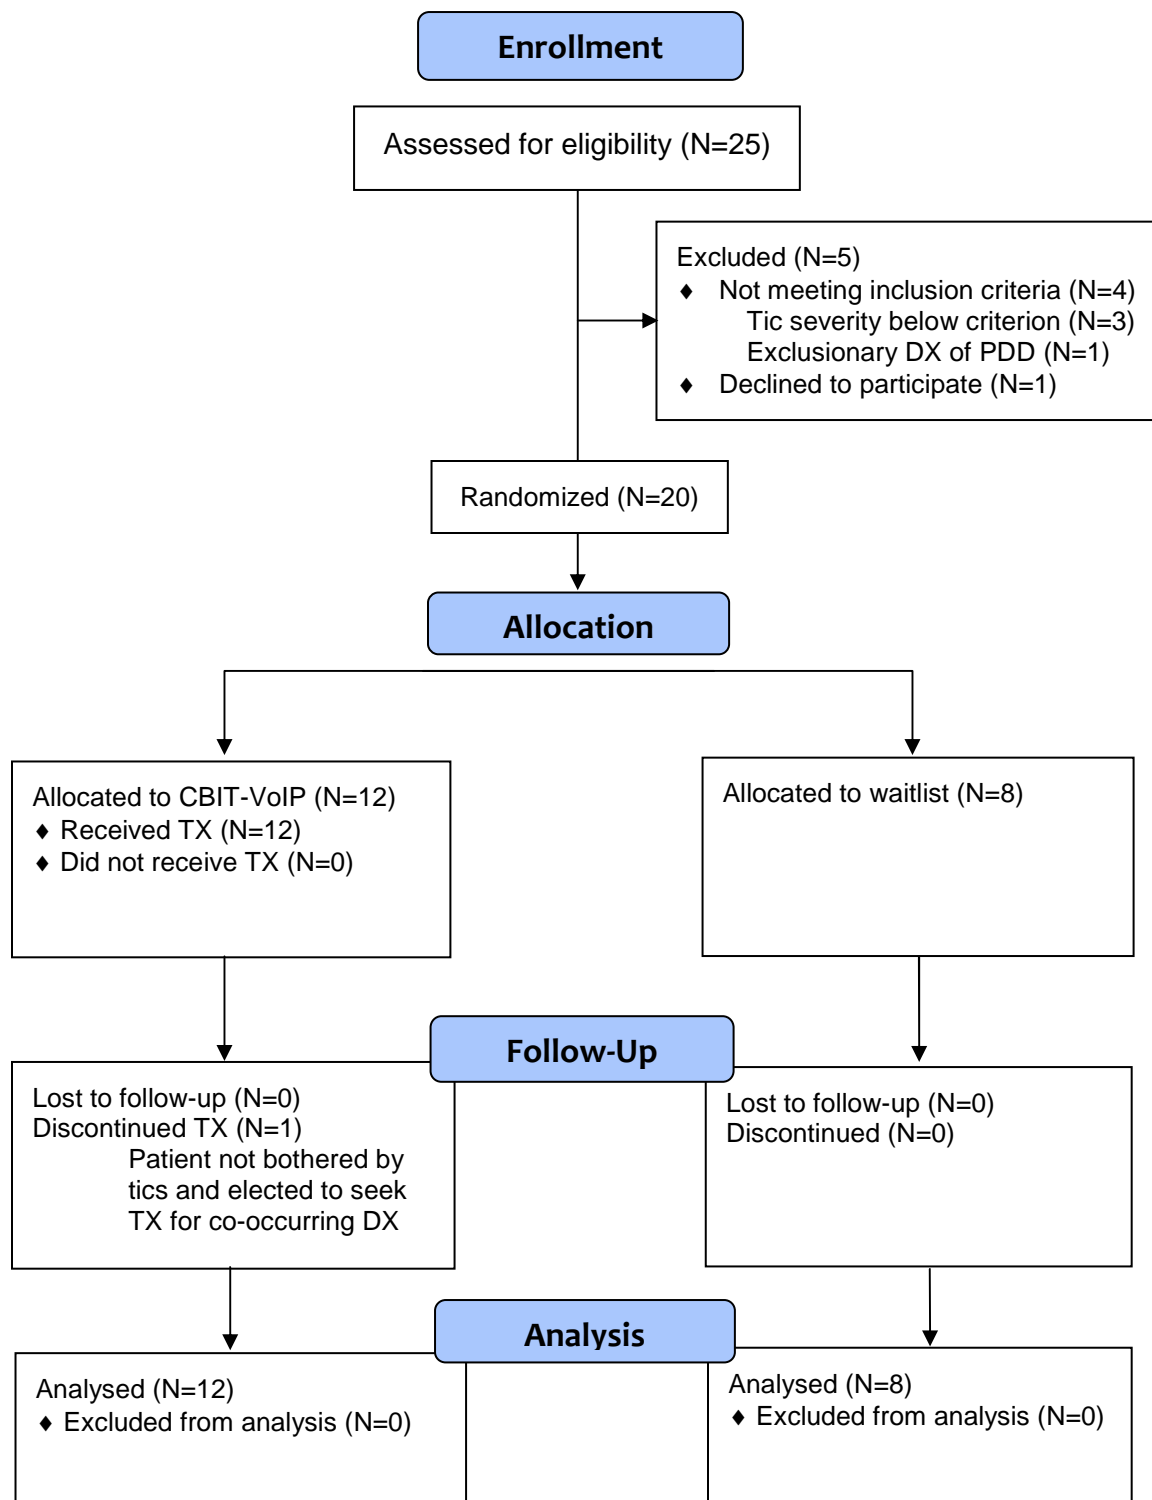 Enrollment
Assessed for eligibility (N=25)
Excluded (N=5)
♦ Not meeting inclusion criteria (N=4)
Tic severity below criterion (N=3)
Exclusionary DX of PDD (N=1)
♦ Declined to participate (N=1)
Randomized (N=20)
Allocation
Allocated to CBIT-VoIP (N=12)
♦ Received TX (N=12)
♦ Did not receive TX (N=0)
Allocated to waitlist (N=8)
Follow-Up
Lost to follow-up (N=0)
Discontinued TX (N=1)
Patient not bothered by
tics and elected to seek
TX for co-occurring DX
Lost to follow-up (N=0)
Discontinued (N=0)
Analysis
Analysed (N=12)
♦ Excluded from analysis (N=0)
Analysed (N=8)
♦ Excluded from analysis (N=0)